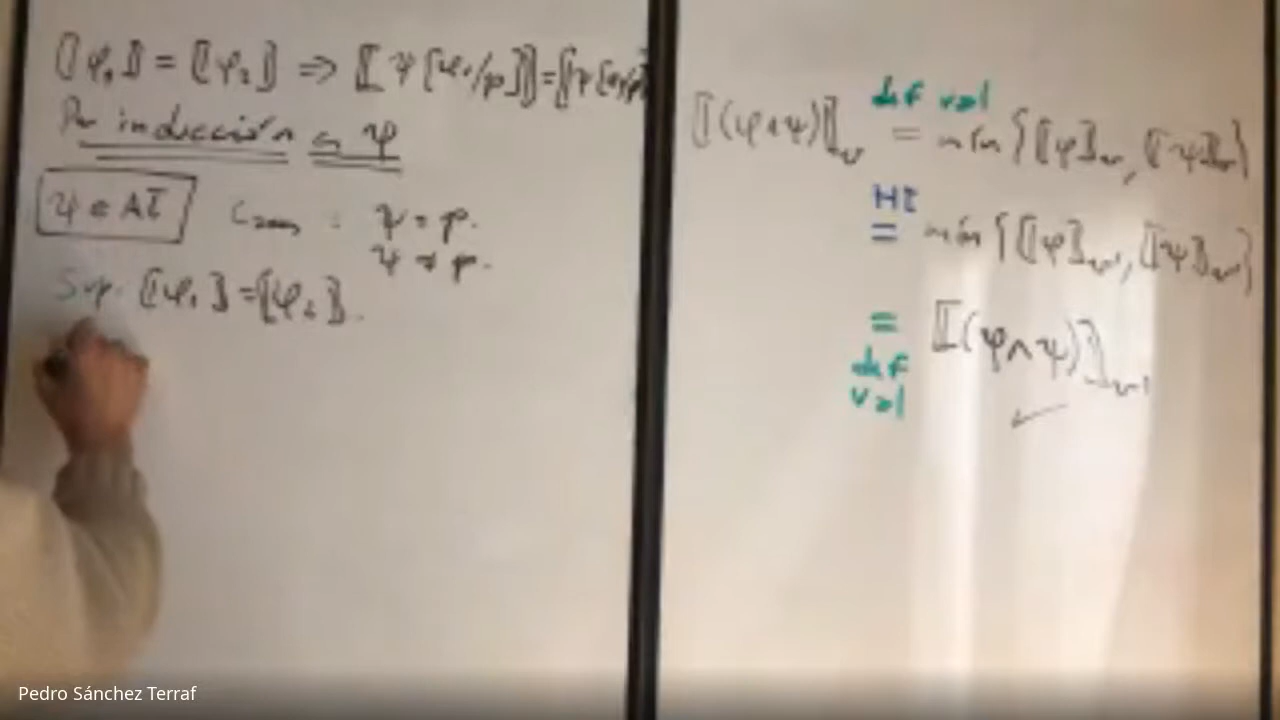 ⟦φ₁⟧ = ⟦φ₂⟧ ⇒ ⟦ψ[φ₁/p]⟧ = ⟦ψ[φ₂/p]⟧
Por inducción en ψ
ψ ∈ At Casos : ψ = p.
ψ ≠ p.
Sup. ⟦φ₁⟧ = ⟦φ₂⟧.
def val
⟦(φ∧ψ)⟧v = mín{⟦φ⟧v, ⟦ψ⟧v}
HI
= mín{⟦φ⟧v', ⟦ψ⟧v'}
= ⟦(φ∧ψ)⟧v'
def
val
✓
Pedro Sánchez Terraf